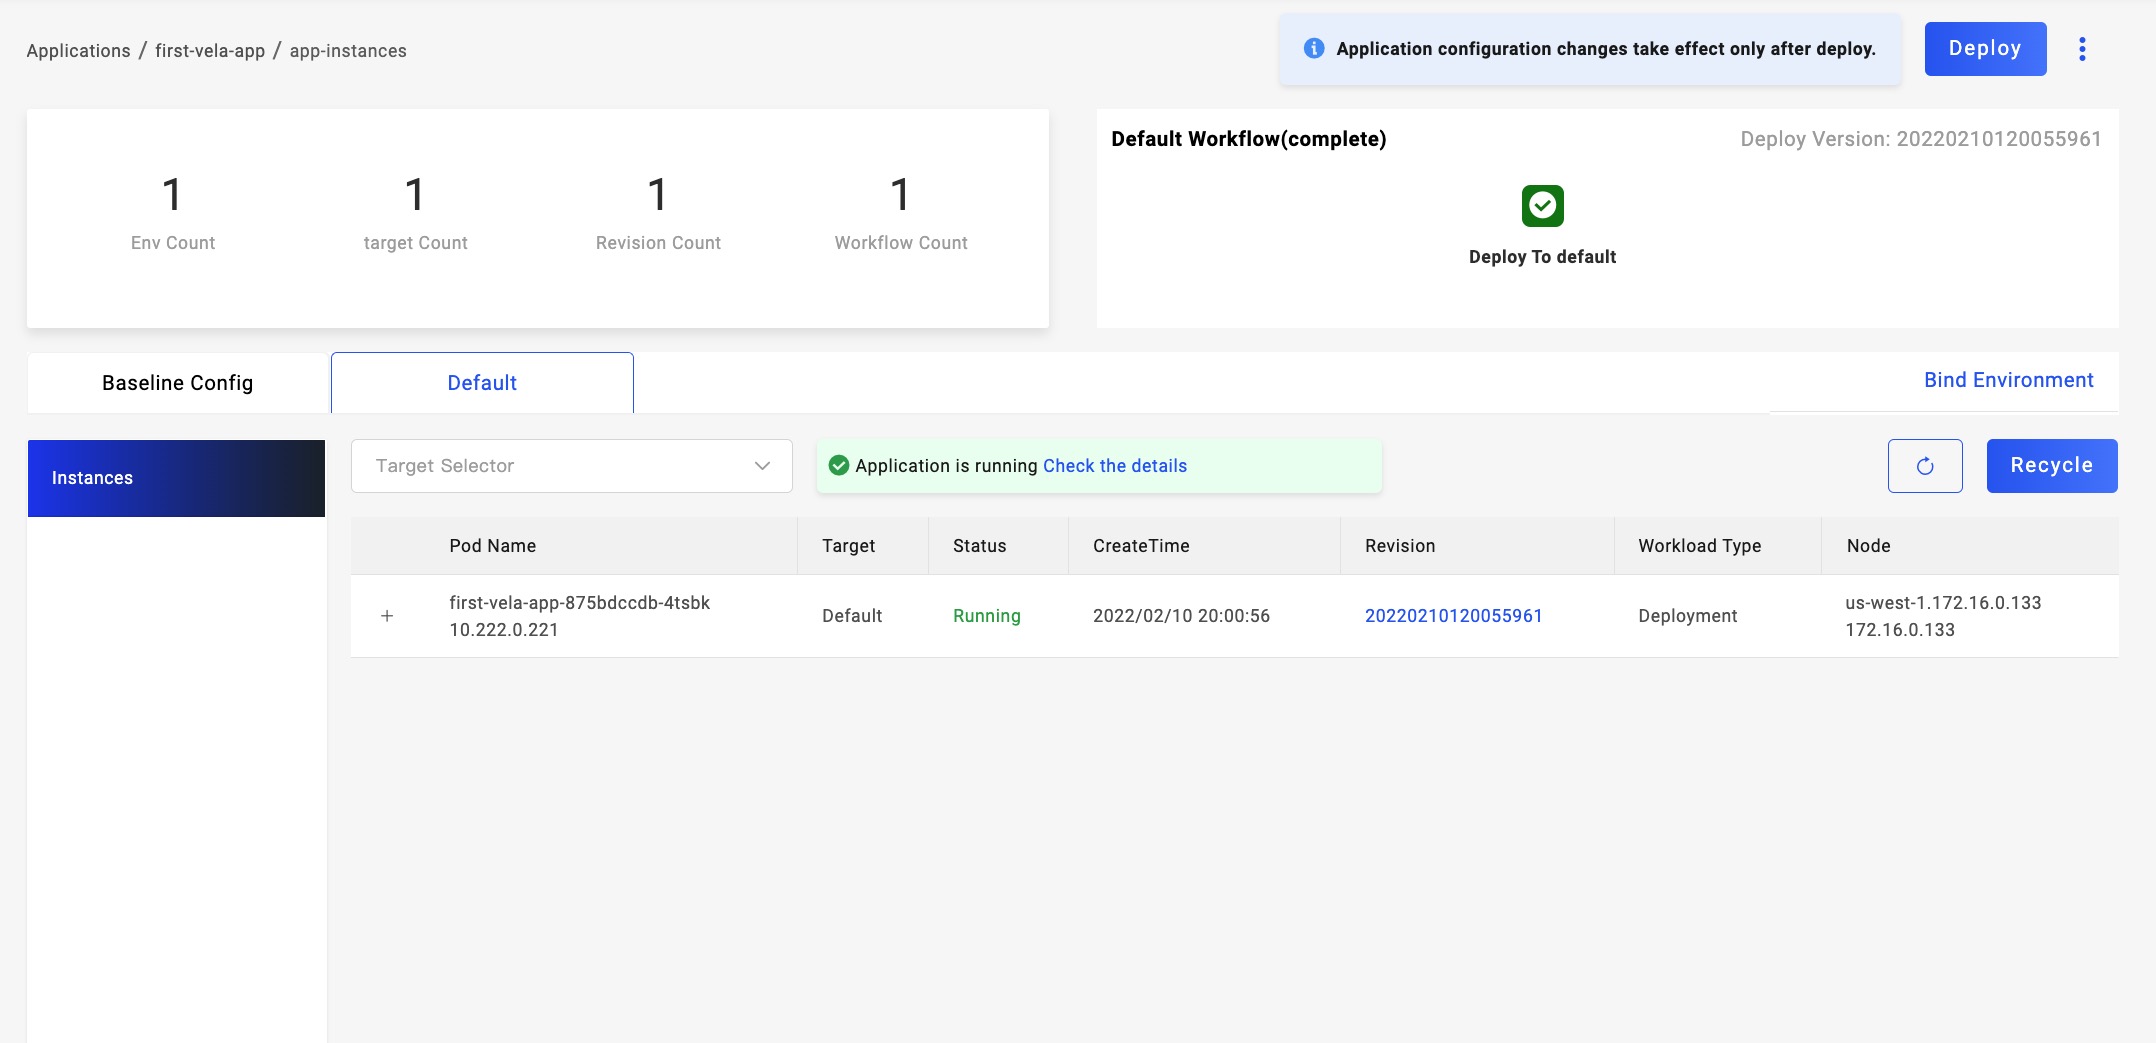 Applications / first-vela-app / app-instances
Application configuration changes take effect only after deploy.
Deploy
1
Env Count
1
target Count
1
Revision Count
1
Workflow Count
Default Workflow(complete)
Deploy Version: 20220210120055961
Deploy To default
Baseline Config
Default
Bind Environment
Instances
Target Selector
Application is running Check the details
Recycle
Pod Name
Target
Status
CreateTime
Revision
Workload Type
Node
first-vela-app-875bdccdb-4tsbk
10.222.0.221
Default
Running
2022/02/10 20:00:56
20220210120055961
Deployment
us-west-1.172.16.0.133
172.16.0.133